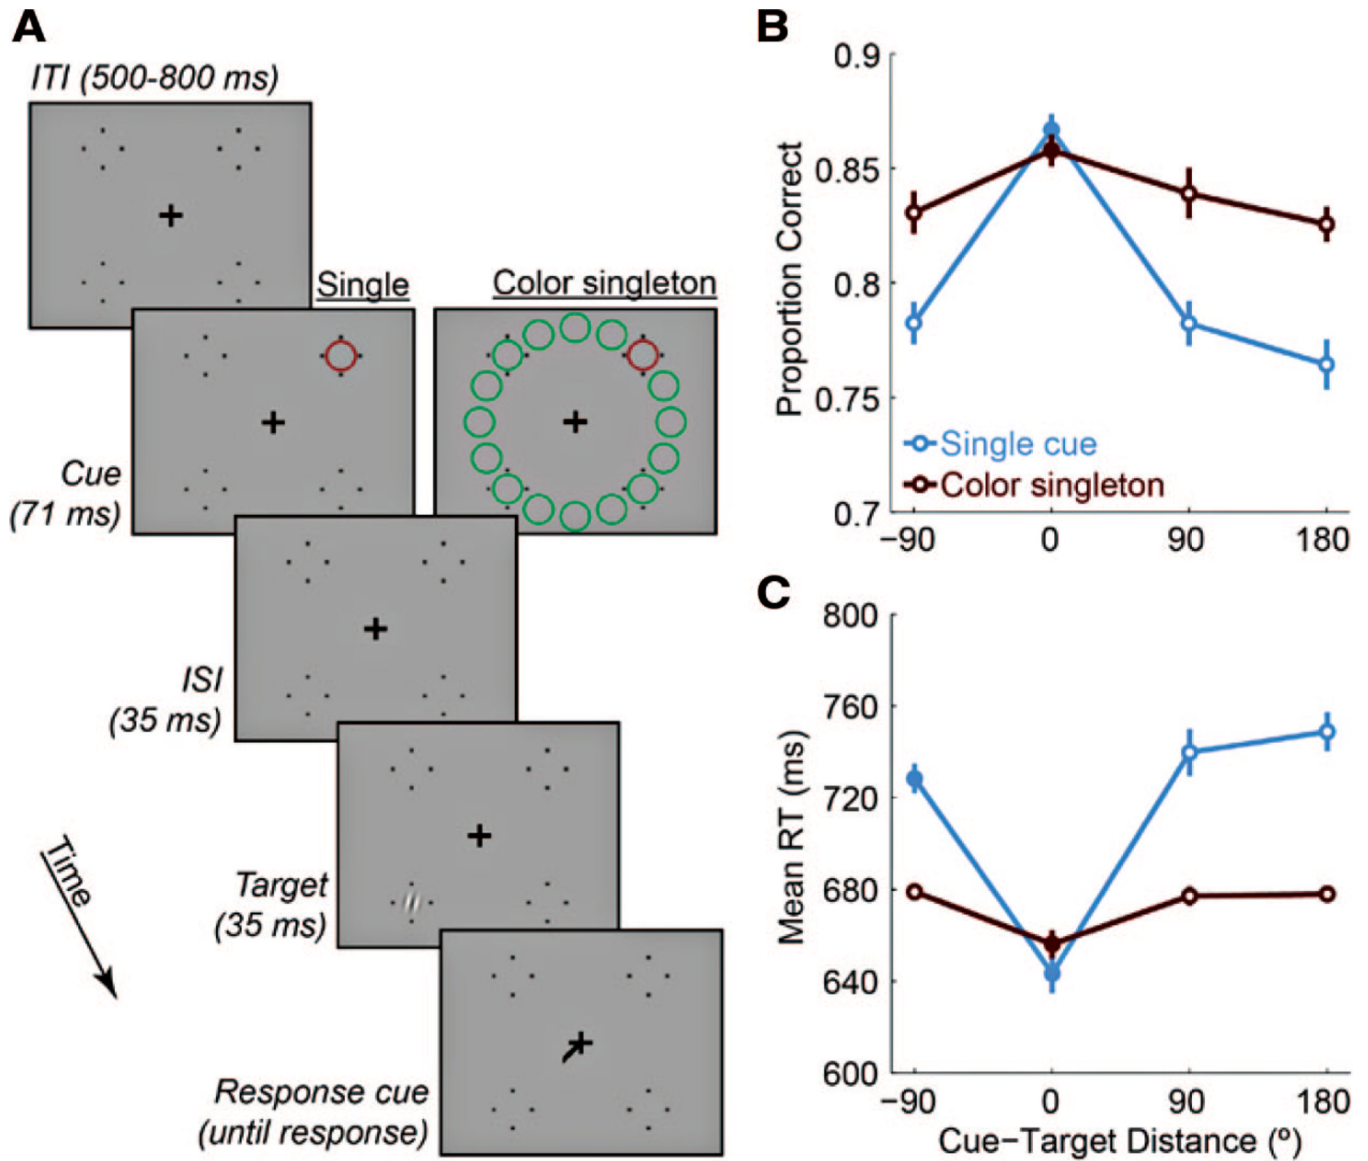 A
ITI (500-800 ms)
Single
Color singleton
Cue
(71 ms)
ISI
(35 ms)
Target
(35 ms)
Time
Response cue
(until response)
B
Proportion Correct
0.9
0.85
0.8
0.75
0.7
Single cue
Color singleton
−90 0 90 180
C
Mean RT (ms)
800
760
720
680
640
600
−90 0 90 180
Cue−Target Distance (º)